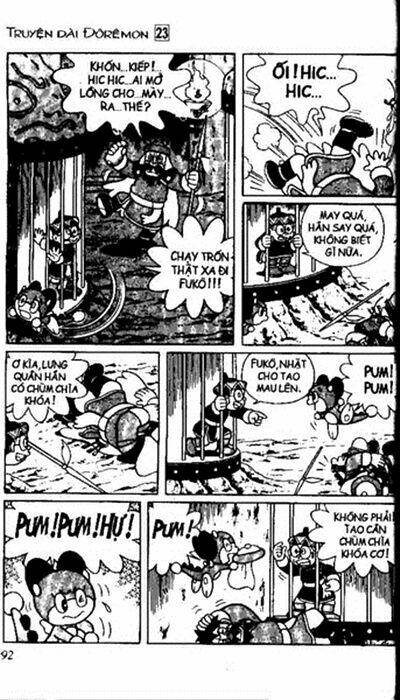 TRUYỆN DÀI ĐÔRÊMON 23
KHỐN...KIẾP!
HIC HIC...AI MỞ
LỒNG CHO...MÀY...
RA...THẾ?
CHẠY TRỐN
THẬT XA ĐI
FUKÔ!!!
ỐI! HIC...
HIC...
MAY QUÁ,
HẮN SAY QUÁ,
KHÔNG BIẾT
GÌ NỮA.
Ơ KÌA, LƯNG
QUẦN HẮN
CÓ CHÙM CHÌA
KHÓA!
FUKÔ, NHẶT
CHO TAO
MAU LÊN.
PUM!
PUM!
PUM!PUM!HỰ!
PUM!
KHÔNG PHẢI
TAO CẦN
CHÙM CHÌA
KHÓA CƠ!
92